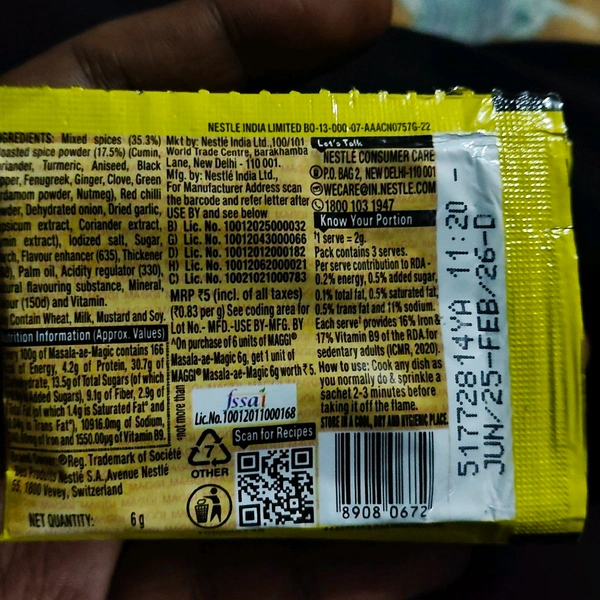 NESTLE INDIA LIMITED BO-13-000-07-AAACN0757G-22
Mixed spices (35.3%)
spice powder (17.5%) (Cumin,
Turmeric, Aniseed, Black
Fenugreek, Ginger, Clove, Green
powder, Nutmeg), Red chilli
Dehydrated onion, Dried garlic,
extract, Coriander extract,
extract), Iodized salt, Sugar,
Flavour enhancer (635), Thickener
Palm oil, Acidity regulator (330),
flavouring substance, Mineral,
(150d) and Vitamin.
Contain Wheat, Milk, Mustard and Soy.
Nutrition Information (Approx. Values)
100g of Masala-ae-Magic contains 166
of Energy, 4.2g of Protein, 30.7g of
13.5g of Total Sugars (of which
Added Sugars), 9.1g of Fiber, 2.9g of
of which 1.4g is Saturated Fat# and
is Trans Fat#), 10916.0mg of Sodium,
of Iron and 1550.00µg of Vitamin B9.
®Reg. Trademark of Société
des Produits Nestlé S.A., Avenue Nestlé
55, 1800 Vevey, Switzerland
NET QUANTITY: 6 g
Mkt by: Nestlé India Ltd.,100/101
World Trade Centre, Barakhamba
Lane, New Delhi - 110 001.
Mfg. by: Nestlé India Ltd.,
For Manufacturer Address scan
the barcode and refer letter after
USE BY and see below
B) Lic. No. 10012025000032
G) Lic. No. 10012043000066
D) Lic. No. 10012012000182
H) Lic. No. 10012062000021
C) Lic. No. 10021021000783
MRP ₹5 (incl. of all taxes)
(₹0.83 per g) See coding area for
Lot No.- MFD.-USE BY-MFG. BY
^On purchase of 6 units of MAGGI®
Masala-ae-Magic 6g, get 1 unit of
MAGGI® Masala-ae-Magic 6g worth ₹5.
#not more than
fssai
Lic.No.10012011000168
7
OTHER
Scan for Recipes
Let's Talk
NESTLÉ CONSUMER CARE
P.O. BAG 2, NEW DELHI-110 001
WECARE@IN.NESTLE.COM
1800 103 1947
Know Your Portion
1 serve = 2g.
Pack contains 3 serves.
Per serve contribution to RDA -
0.2% energy, 0.5% added sugar,
0.1% total fat, 0.5% saturated fat,
0.5% trans fat and 11% sodium.
Each serve provides 16% Iron &
17% Vitamin B9 of the RDA for
sedentary adults (ICMR, 2020).
How to use: Cook any dish as
you normally do & sprinkle a
sachet 2-3 minutes before
taking it off the flame.
STORE IN A COOL, DRY AND HYGIENIC PLACE.
8908 0672
51772814YA 11:20 -
JUN/25-FEB/26-D